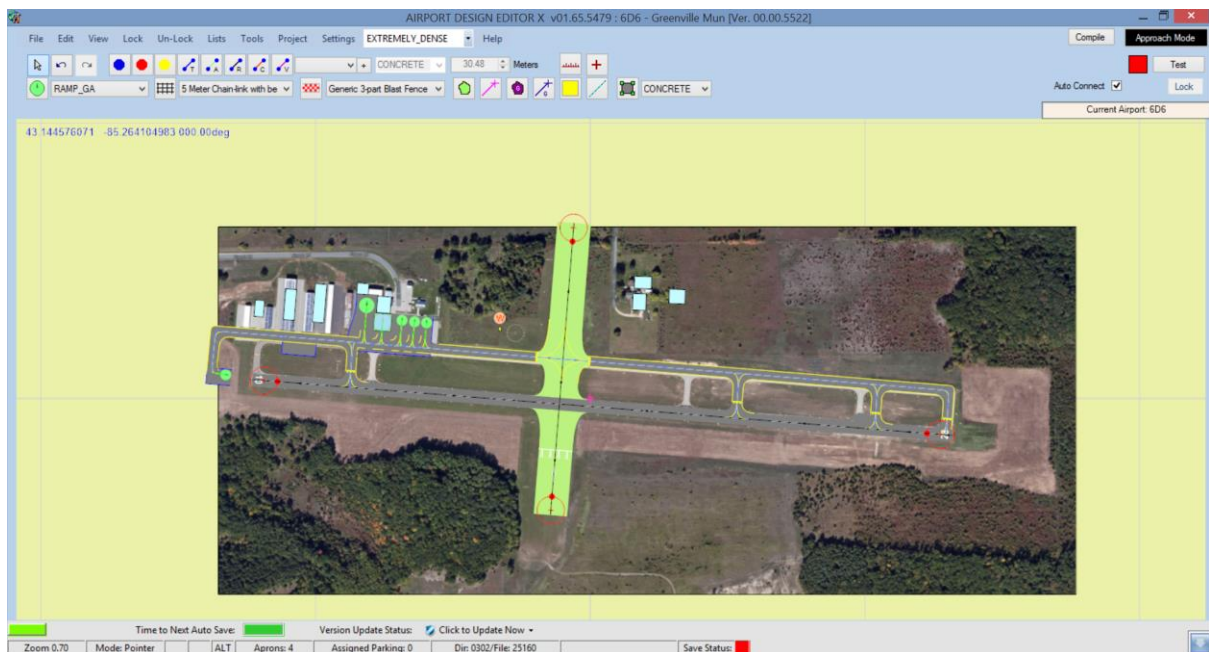 AIRPORT DESIGN EDITOR X v01.65.5479 : 6D6 - Greenville Mun [Ver. 00.00.5522]
File Edit View Lock Un-Lock Lists Tools Project Settings EXTREMELY_DENSE Help Compile Approach Mode
T A R C V CONCRETE 30.48 Meters Test
RAMP_GA 5 Meter Chain-link with be Generic 3-part Blast Fence G CONCRETE Auto Connect Lock
Current Airport: 6D6
43.144576071 -85.264104983 000.00deg
Time to Next Auto Save: Version Update Status: Click to Update Now
Zoom 0.70 Mode: Pointer ALT Aprons: 4 Assigned Parking: 0 Dir: 0302/File: 25160 Save Status: